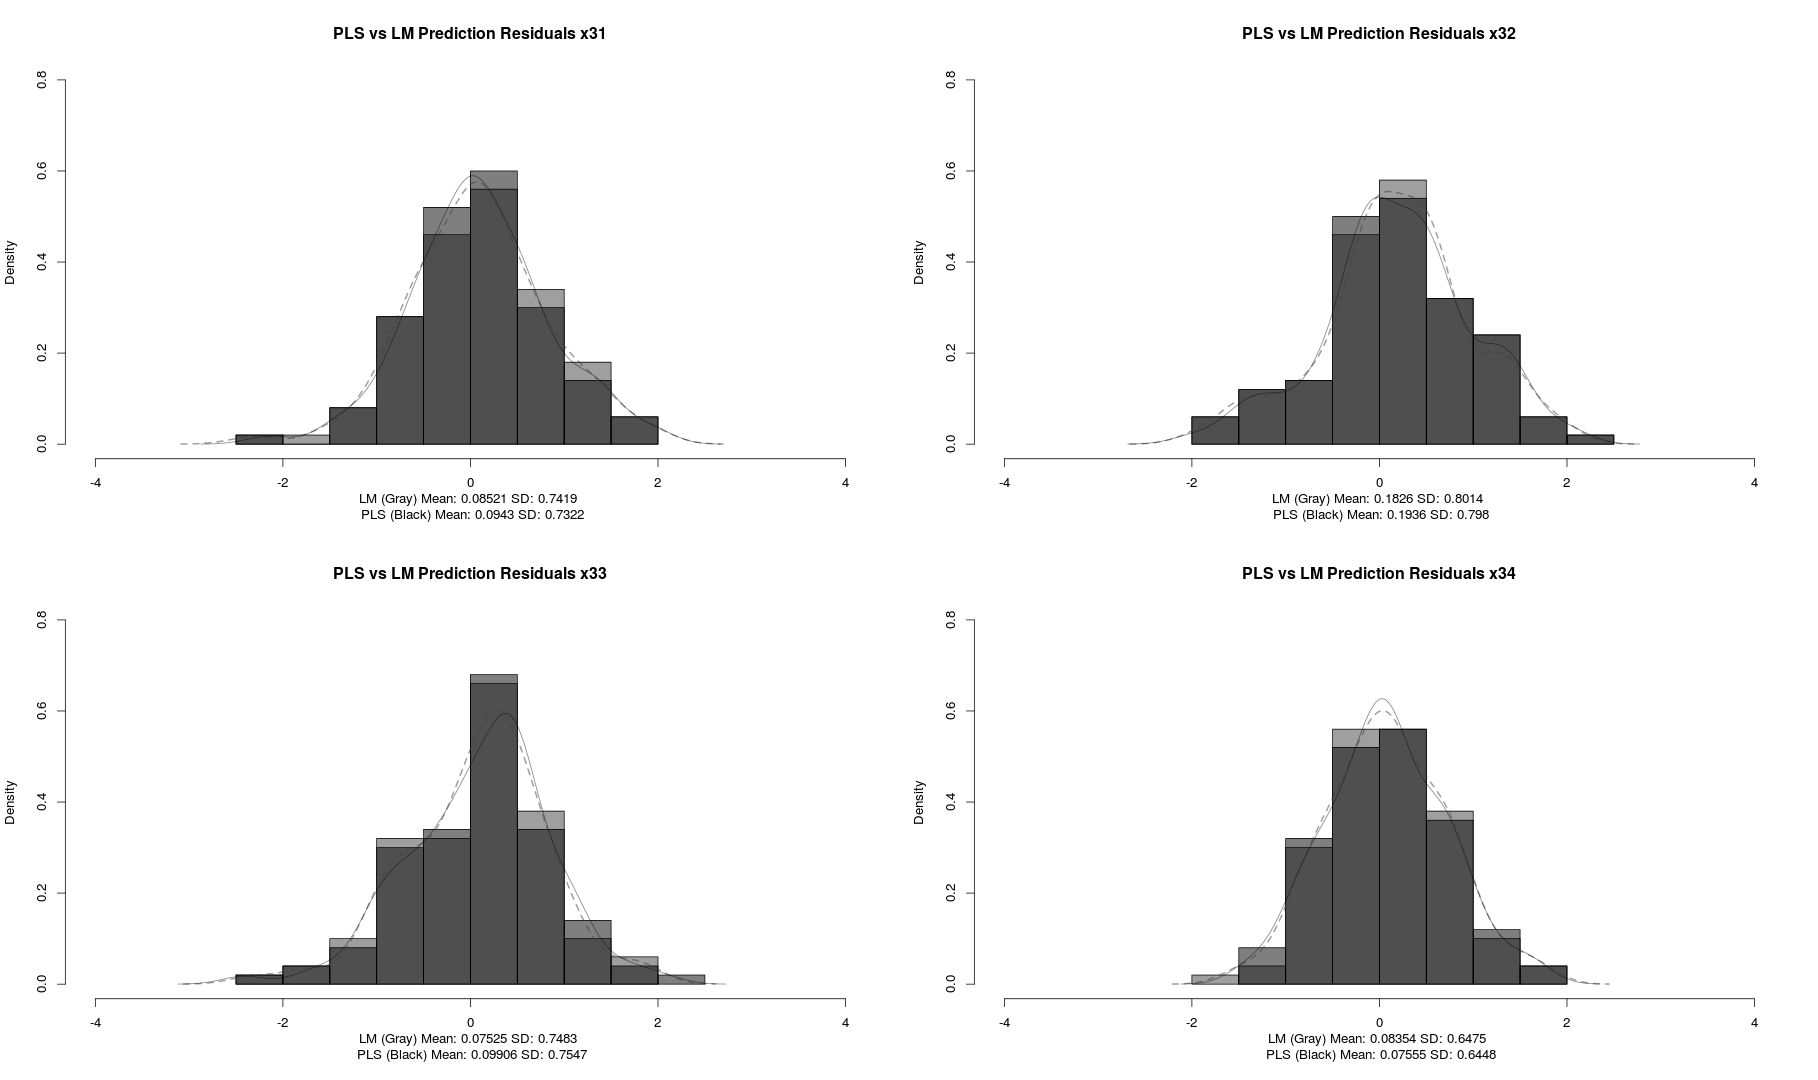 PLS vs LM Prediction Residuals x31
Density
0.0 0.2 0.4 0.6 0.8
-4 -2 0 2 4
LM (Gray) Mean: 0.08521 SD: 0.7419
PLS (Black) Mean: 0.0943 SD: 0.7322
PLS vs LM Prediction Residuals x32
Density
0.0 0.2 0.4 0.6 0.8
-4 -2 0 2 4
LM (Gray) Mean: 0.1826 SD: 0.8014
PLS (Black) Mean: 0.1936 SD: 0.798
PLS vs LM Prediction Residuals x33
Density
0.0 0.2 0.4 0.6 0.8
-4 -2 0 2 4
LM (Gray) Mean: 0.07525 SD: 0.7483
PLS (Black) Mean: 0.09906 SD: 0.7547
PLS vs LM Prediction Residuals x34
Density
0.0 0.2 0.4 0.6 0.8
-4 -2 0 2 4
LM (Gray) Mean: 0.08354 SD: 0.6475
PLS (Black) Mean: 0.07555 SD: 0.6448